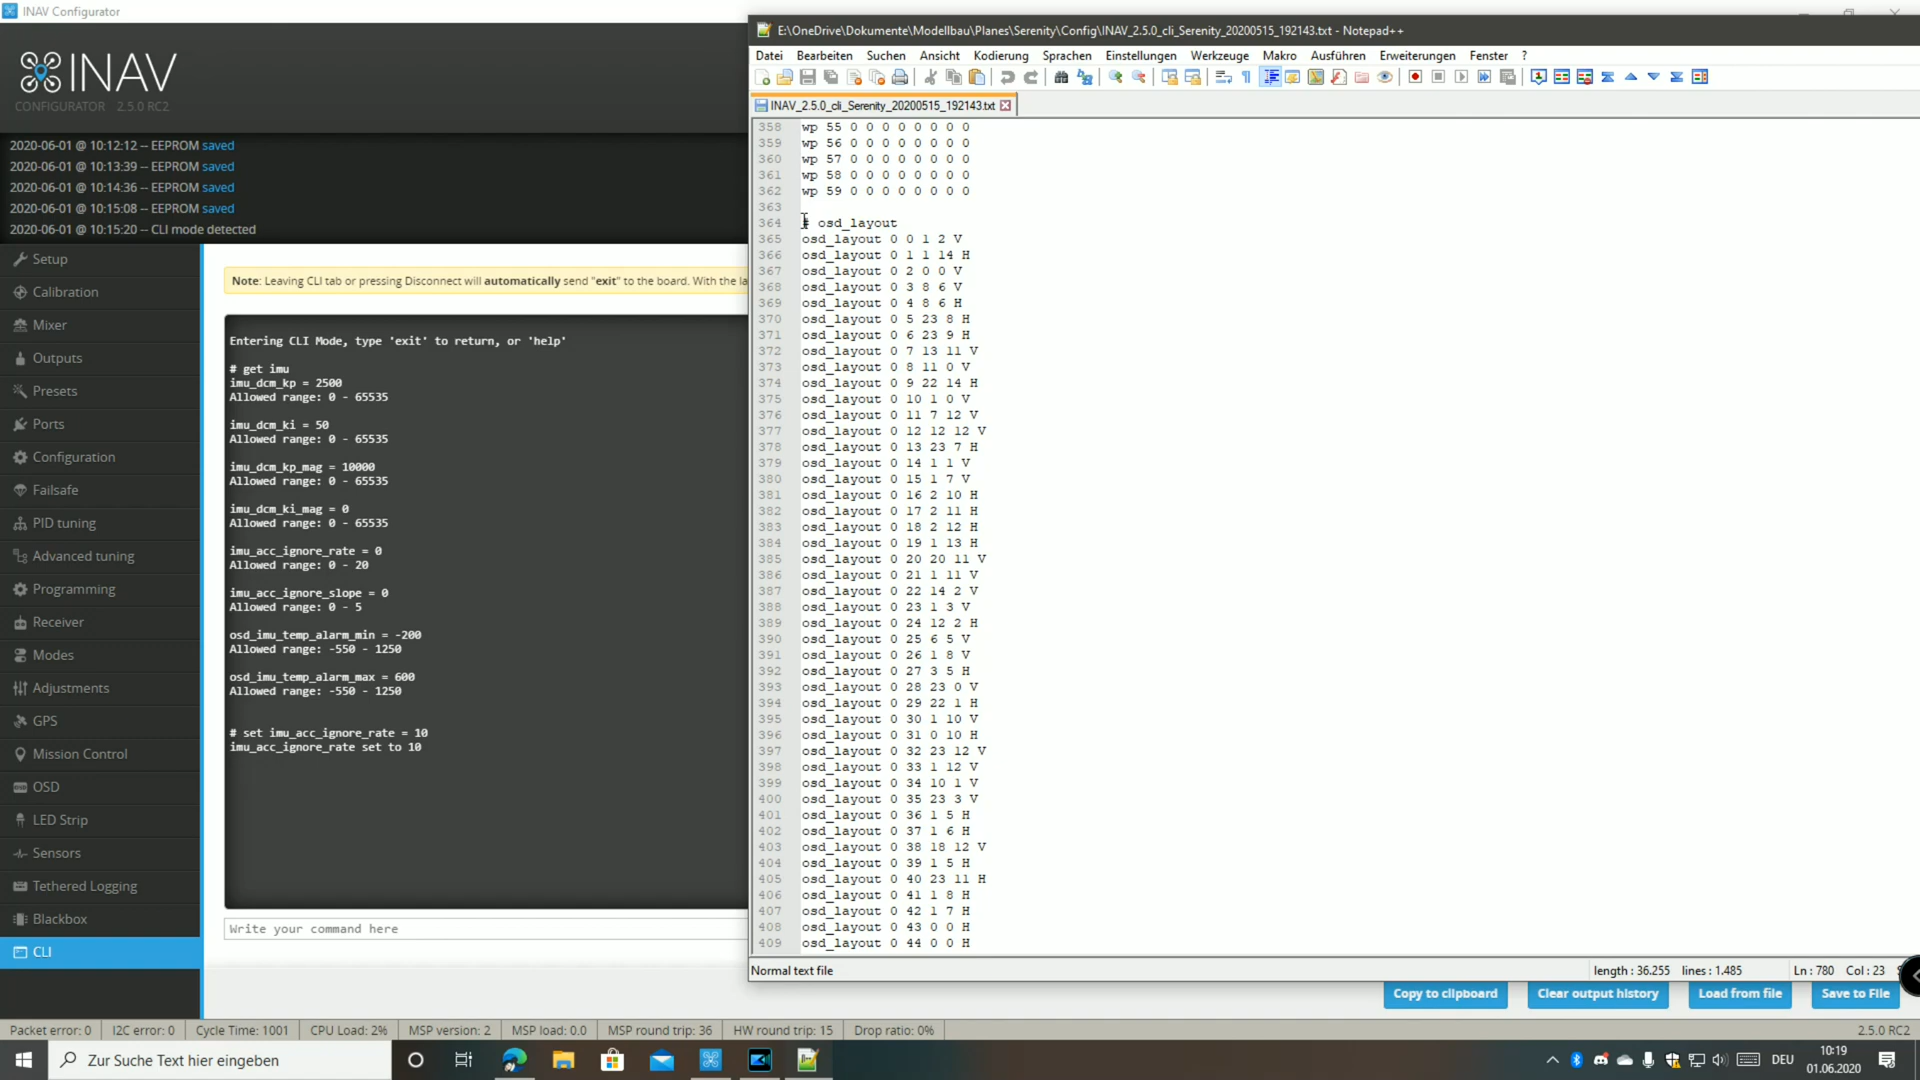 INAV Configurator
INAV
CONFIGURATOR 2.5.0 RC2
2020-06-01 @ 10:12:12 -- EEPROM saved
2020-06-01 @ 10:13:39 -- EEPROM saved
2020-06-01 @ 10:14:36 -- EEPROM saved
2020-06-01 @ 10:15:08 -- EEPROM saved
2020-06-01 @ 10:15:20 -- CLI mode detected
Setup
Calibration
Mixer
Outputs
Presets
Ports
Configuration
Failsafe
PID tuning
Advanced tuning
Programming
Receiver
Modes
Adjustments
GPS
Mission Control
OSD
LED Strip
Sensors
Tethered Logging
Blackbox
CLI
Note: Leaving CLI tab or pressing Disconnect will automatically send "exit" to the board. With the la
Entering CLI Mode, type 'exit' to return, or 'help'
# get imu
imu_dcm_kp = 2500
Allowed range: 0 - 65535
imu_dcm_ki = 50
Allowed range: 0 - 65535
imu_dcm_kp_mag = 10000
Allowed range: 0 - 65535
imu_dcm_ki_mag = 0
Allowed range: 0 - 65535
imu_acc_ignore_rate = 0
Allowed range: 0 - 20
imu_acc_ignore_slope = 0
Allowed range: 0 - 5
osd_imu_temp_alarm_min = -200
Allowed range: -550 - 1250
osd_imu_temp_alarm_max = 600
Allowed range: -550 - 1250
# set imu_acc_ignore_rate = 10
imu_acc_ignore_rate set to 10
Write your command here
E:\OneDrive\Dokumente\Modellbau\Planes\Serenity\Config\INAV_2.5.0_cli_Serenity_20200515_192143.txt - Notepad++
Datei Bearbeiten Suchen Ansicht Kodierung Sprachen Einstellungen Werkzeuge Makro Ausführen Erweiterungen Fenster ?
INAV_2.5.0_cli_Serenity_20200515_192143.txt
358 wp 55 0 0 0 0 0 0 0 0
359 wp 56 0 0 0 0 0 0 0 0
360 wp 57 0 0 0 0 0 0 0 0
361 wp 58 0 0 0 0 0 0 0 0
362 wp 59 0 0 0 0 0 0 0 0
363
364 # osd_layout
365 osd_layout 0 0 1 2 V
366 osd_layout 0 1 1 14 H
367 osd_layout 0 2 0 0 V
368 osd_layout 0 3 8 6 V
369 osd_layout 0 4 8 6 H
370 osd_layout 0 5 23 8 H
371 osd_layout 0 6 23 9 H
372 osd_layout 0 7 13 11 V
373 osd_layout 0 8 11 0 V
374 osd_layout 0 9 22 14 H
375 osd_layout 0 10 1 0 V
376 osd_layout 0 11 7 12 V
377 osd_layout 0 12 12 12 V
378 osd_layout 0 13 23 7 H
379 osd_layout 0 14 1 1 V
380 osd_layout 0 15 1 7 V
381 osd_layout 0 16 2 10 H
382 osd_layout 0 17 2 11 H
383 osd_layout 0 18 2 12 H
384 osd_layout 0 19 1 13 H
385 osd_layout 0 20 20 11 V
386 osd_layout 0 21 1 11 V
387 osd_layout 0 22 14 2 V
388 osd_layout 0 23 1 3 V
389 osd_layout 0 24 12 2 H
390 osd_layout 0 25 6 5 V
391 osd_layout 0 26 1 8 V
392 osd_layout 0 27 3 5 H
393 osd_layout 0 28 23 0 V
394 osd_layout 0 29 22 1 H
395 osd_layout 0 30 1 10 V
396 osd_layout 0 31 0 10 H
397 osd_layout 0 32 23 12 V
398 osd_layout 0 33 1 12 V
399 osd_layout 0 34 10 1 V
400 osd_layout 0 35 23 3 V
401 osd_layout 0 36 1 5 H
402 osd_layout 0 37 1 6 H
403 osd_layout 0 38 18 12 V
404 osd_layout 0 39 1 5 H
405 osd_layout 0 40 23 11 H
406 osd_layout 0 41 1 8 H
407 osd_layout 0 42 1 7 H
408 osd_layout 0 43 0 0 H
409 osd_layout 0 44 0 0 H
Normal text file length : 36.255 lines : 1.485 Ln : 780 Col : 23
Copy to clipboard Clear output history Load from file Save to File
Packet error: 0 I2C error: 0 Cycle Time: 1001 CPU Load: 2% MSP version: 2 MSP load: 0.0 MSP round trip: 36 HW round trip: 15 Drop ratio: 0% 2.5.0 RC2
Zur Suche Text hier eingeben
DEU
10:19
01.06.2020